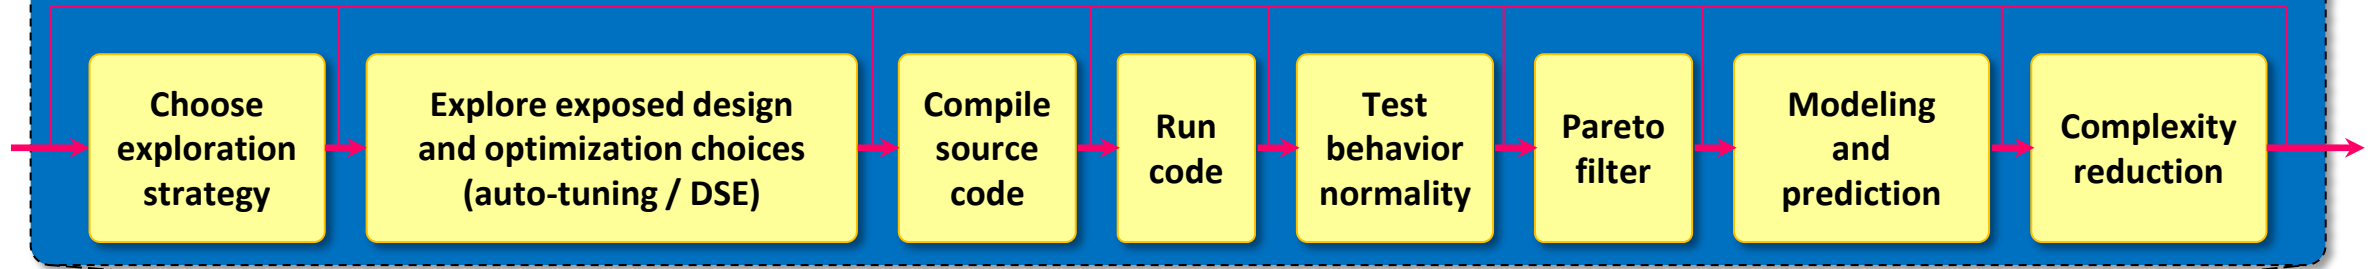 Choose
exploration
strategy
Explore exposed design
and optimization choices
(auto-tuning / DSE)
Compile
source
code
Run
code
Test
behavior
normality
Pareto
filter
Modeling
and
prediction
Complexity
reduction